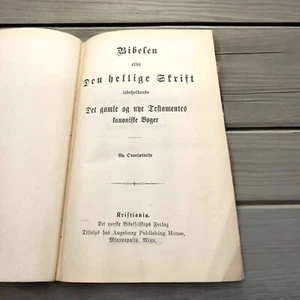 Bibelen
eller
Den hellige Skrift
indeholdende
Det gamle og nye Testamentes
kanoniske Bøger
Ny Oversættelse
Kristiania.
Det norske Bibelselskaps Forlag
Tilsalgs hos Augsburg Publishing House,
Minneapolis, Minn.